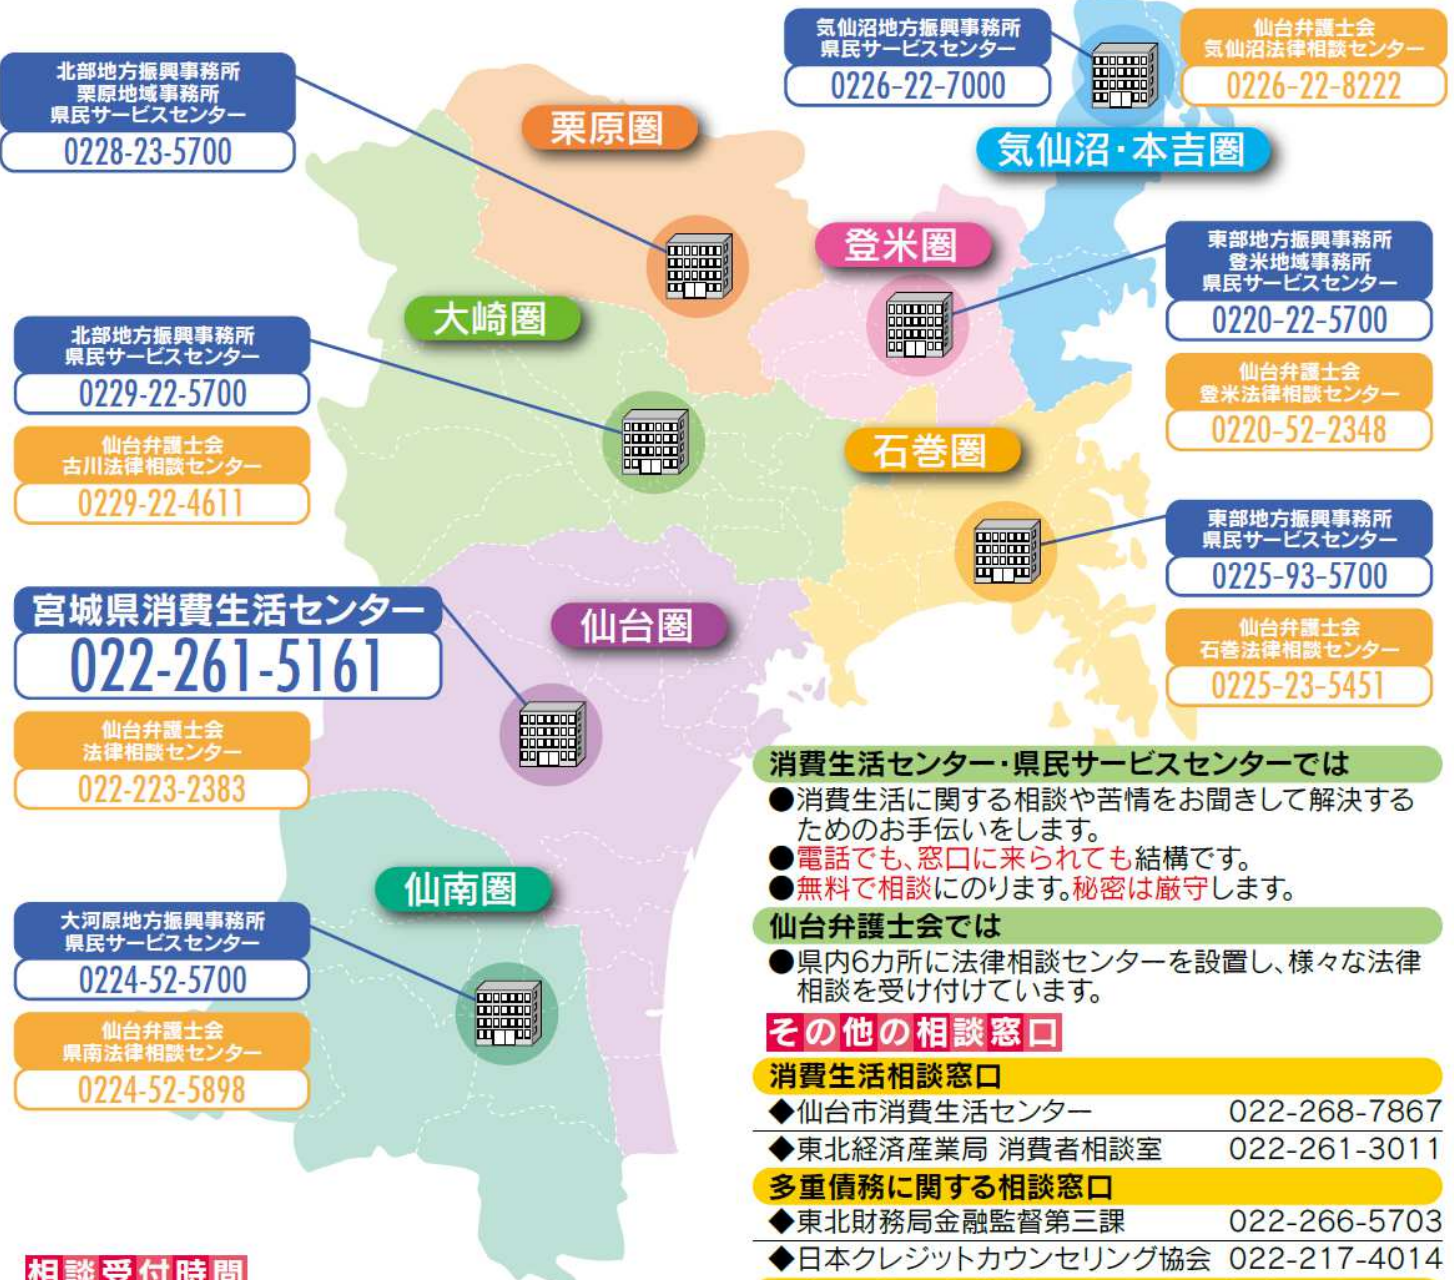 気仙沼地方振興事務所
県民サービスセンター
0226-22-7000
仙台弁護士会
気仙沼法律相談センター
0226-22-8222
気仙沼・本吉圏
北部地方振興事務所
栗原地域事務所
県民サービスセンター
0228-23-5700
栗原圏
登米圏
東部地方振興事務所
登米地域事務所
県民サービスセンター
0220-22-5700
仙台弁護士会
登米法律相談センター
0220-52-2348
大崎圏
北部地方振興事務所
県民サービスセンター
0229-22-5700
仙台弁護士会
古川法律相談センター
0229-22-4611
石巻圏
東部地方振興事務所
県民サービスセンター
0225-93-5700
仙台弁護士会
石巻法律相談センター
0225-23-5451
宮城県消費生活センター
022-261-5161
仙台弁護士会
法律相談センター
022-223-2383
仙台圏
仙南圏
大河原地方振興事務所
県民サービスセンター
0224-52-5700
仙台弁護士会
県南法律相談センター
0224-52-5898
消費生活センター・県民サービスセンターでは
●消費生活に関する相談や苦情をお聞きして解決する
ためのお手伝いをします。
●電話でも、窓口に来られても結構です。
●無料で相談にのります。秘密は厳守します。
仙台弁護士会では
●県内6カ所に法律相談センターを設置し、様々な法律
相談を受け付けています。
その他の相談窓口
消費生活相談窓口
◆仙台市消費生活センター 022-268-7867
◆東北経済産業局 消費者相談室 022-261-3011
多重債務に関する相談窓口
◆東北財務局金融監督第三課 022-266-5703
◆日本クレジットカウンセリング協会 022-217-4014
相談受付時間